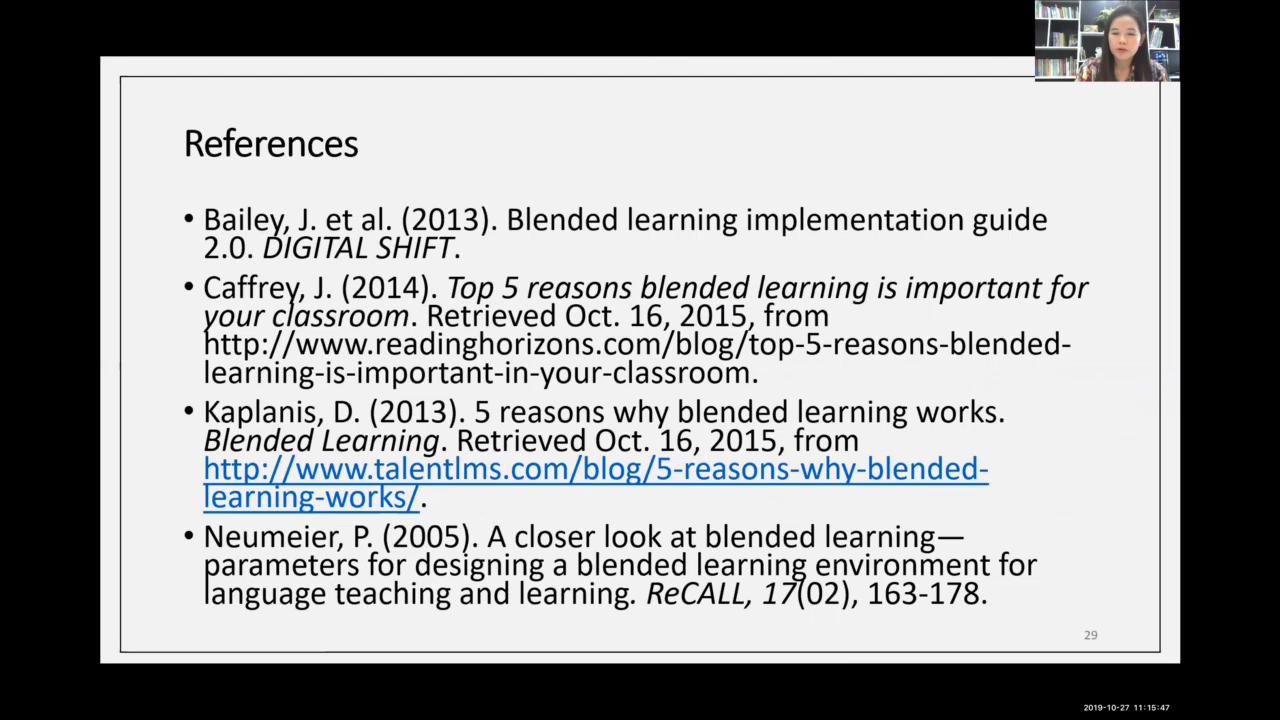 References
• Bailey, J. et al. (2013). Blended learning implementation guide
2.0. DIGITAL SHIFT.
• Caffrey, J. (2014). Top 5 reasons blended learning is important for
your classroom. Retrieved Oct. 16, 2015, from
http://www.readinghorizons.com/blog/top-5-reasons-blended-
learning-is-important-in-your-classroom.
• Kaplanis, D. (2013). 5 reasons why blended learning works.
Blended Learning. Retrieved Oct. 16, 2015, from
http://www.talentlms.com/blog/5-reasons-why-blended-
learning-works/.
• Neumeier, P. (2005). A closer look at blended learning—
parameters for designing a blended learning environment for
language teaching and learning. ReCALL, 17(02), 163-178.
29
2019-10-27 11:15:47